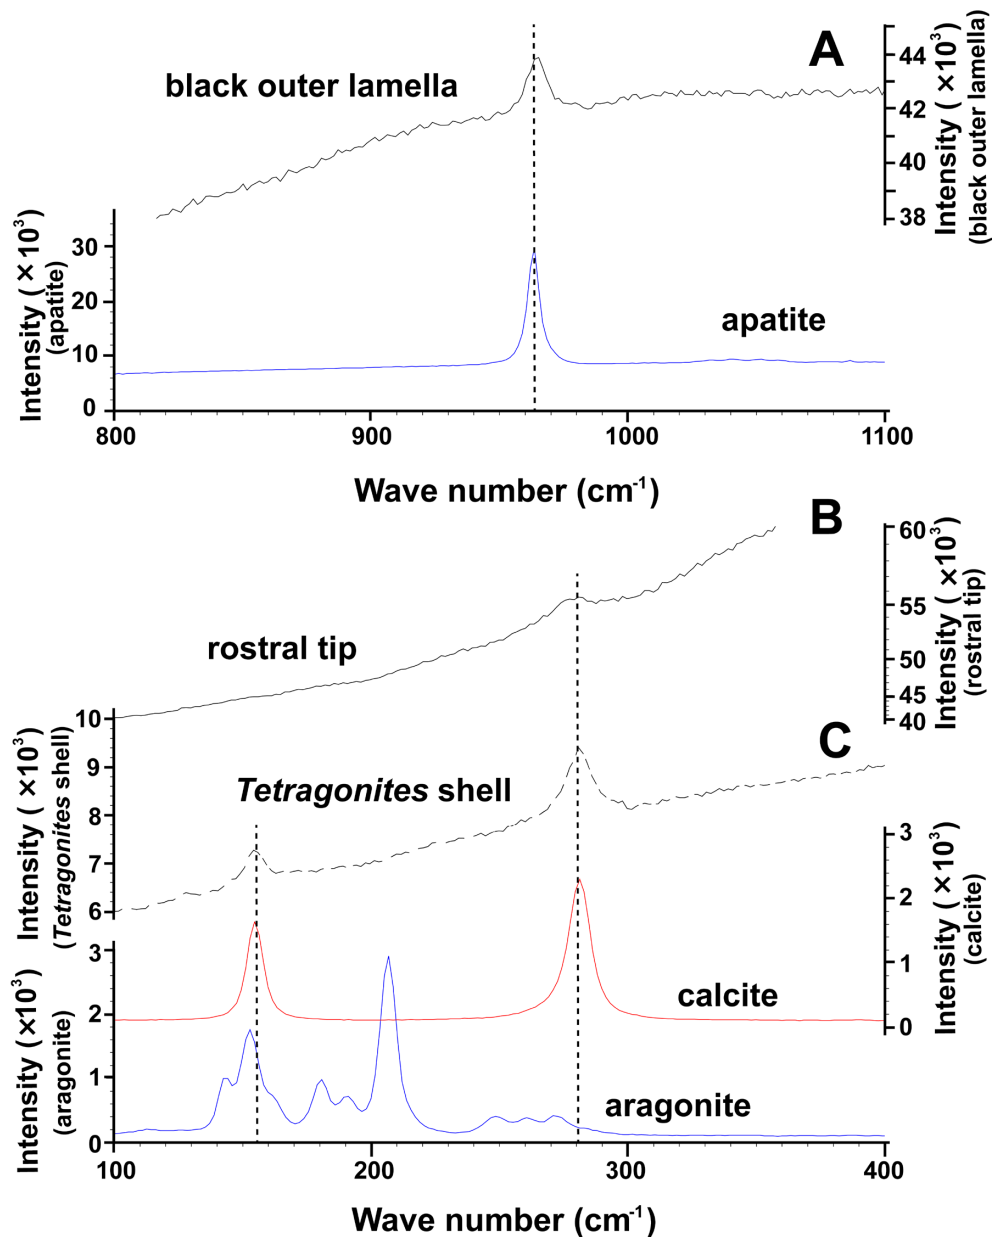 A
black outer lamella
44
42
40
38
Intensity (×10³)
(black outer lamella)
Intensity (×10³)
(apatite)
30
20
10
0
apatite
800
900
1000
1100
Wave number (cm⁻¹)
B
rostral tip
60
55
50
45
40
Intensity (×10³)
(rostral tip)
C
Tetragonites shell
10
9
8
7
6
Intensity (×10³)
(Tetragonites shell)
3
2
1
0
Intensity (×10³)
(calcite)
calcite
3
2
1
0
Intensity (×10³)
(aragonite)
aragonite
100
200
300
400
Wave number (cm⁻¹)